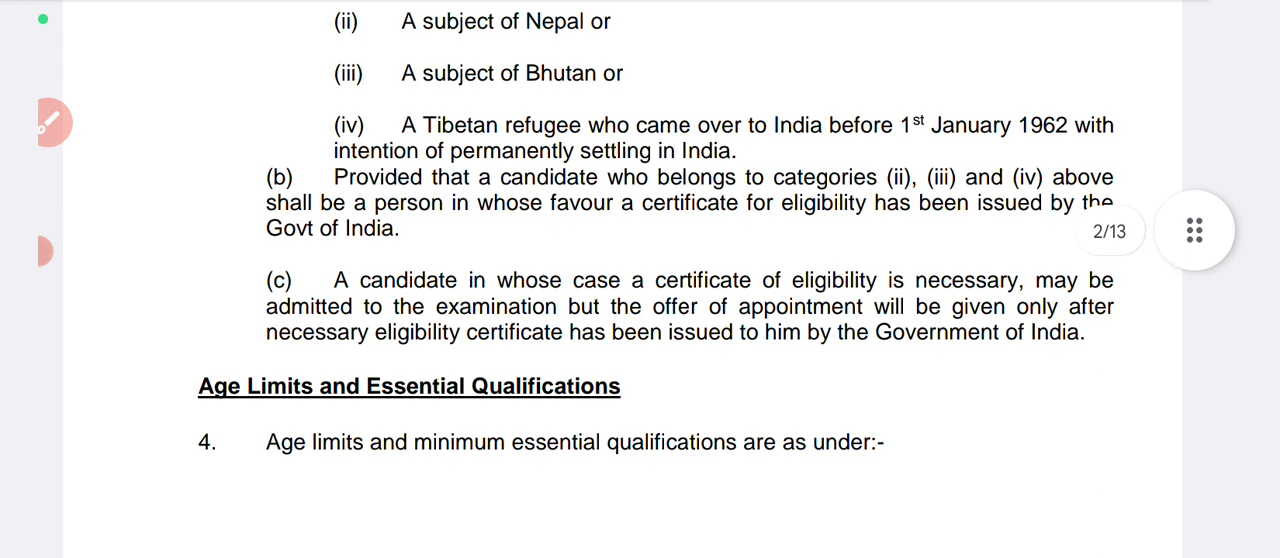 (ii) A subject of Nepal or
(iii) A subject of Bhutan or
(iv) A Tibetan refugee who came over to India before 1st January 1962 with
intention of permanently settling in India.
(b) Provided that a candidate who belongs to categories (ii), (iii) and (iv) above
shall be a person in whose favour a certificate for eligibility has been issued by the
Govt of India.
2/13
(c) A candidate in whose case a certificate of eligibility is necessary, may be
admitted to the examination but the offer of appointment will be given only after
necessary eligibility certificate has been issued to him by the Government of India.
Age Limits and Essential Qualifications
4. Age limits and minimum essential qualifications are as under:-